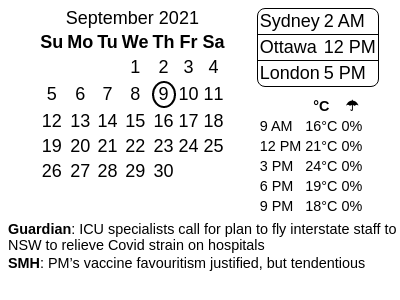 September 2021
Su Mo Tu We Th Fr Sa
1 2 3 4
5 6 7 8 9 10 11
12 13 14 15 16 17 18
19 20 21 22 23 24 25
26 27 28 29 30
Sydney 2 AM
Ottawa 12 PM
London 5 PM
°C ☂
9 AM 16°C 0%
12 PM 21°C 0%
3 PM 24°C 0%
6 PM 19°C 0%
9 PM 18°C 0%
Guardian: ICU specialists call for plan to fly interstate staff to
NSW to relieve Covid strain on hospitals
SMH: PM’s vaccine favouritism justified, but tendentious